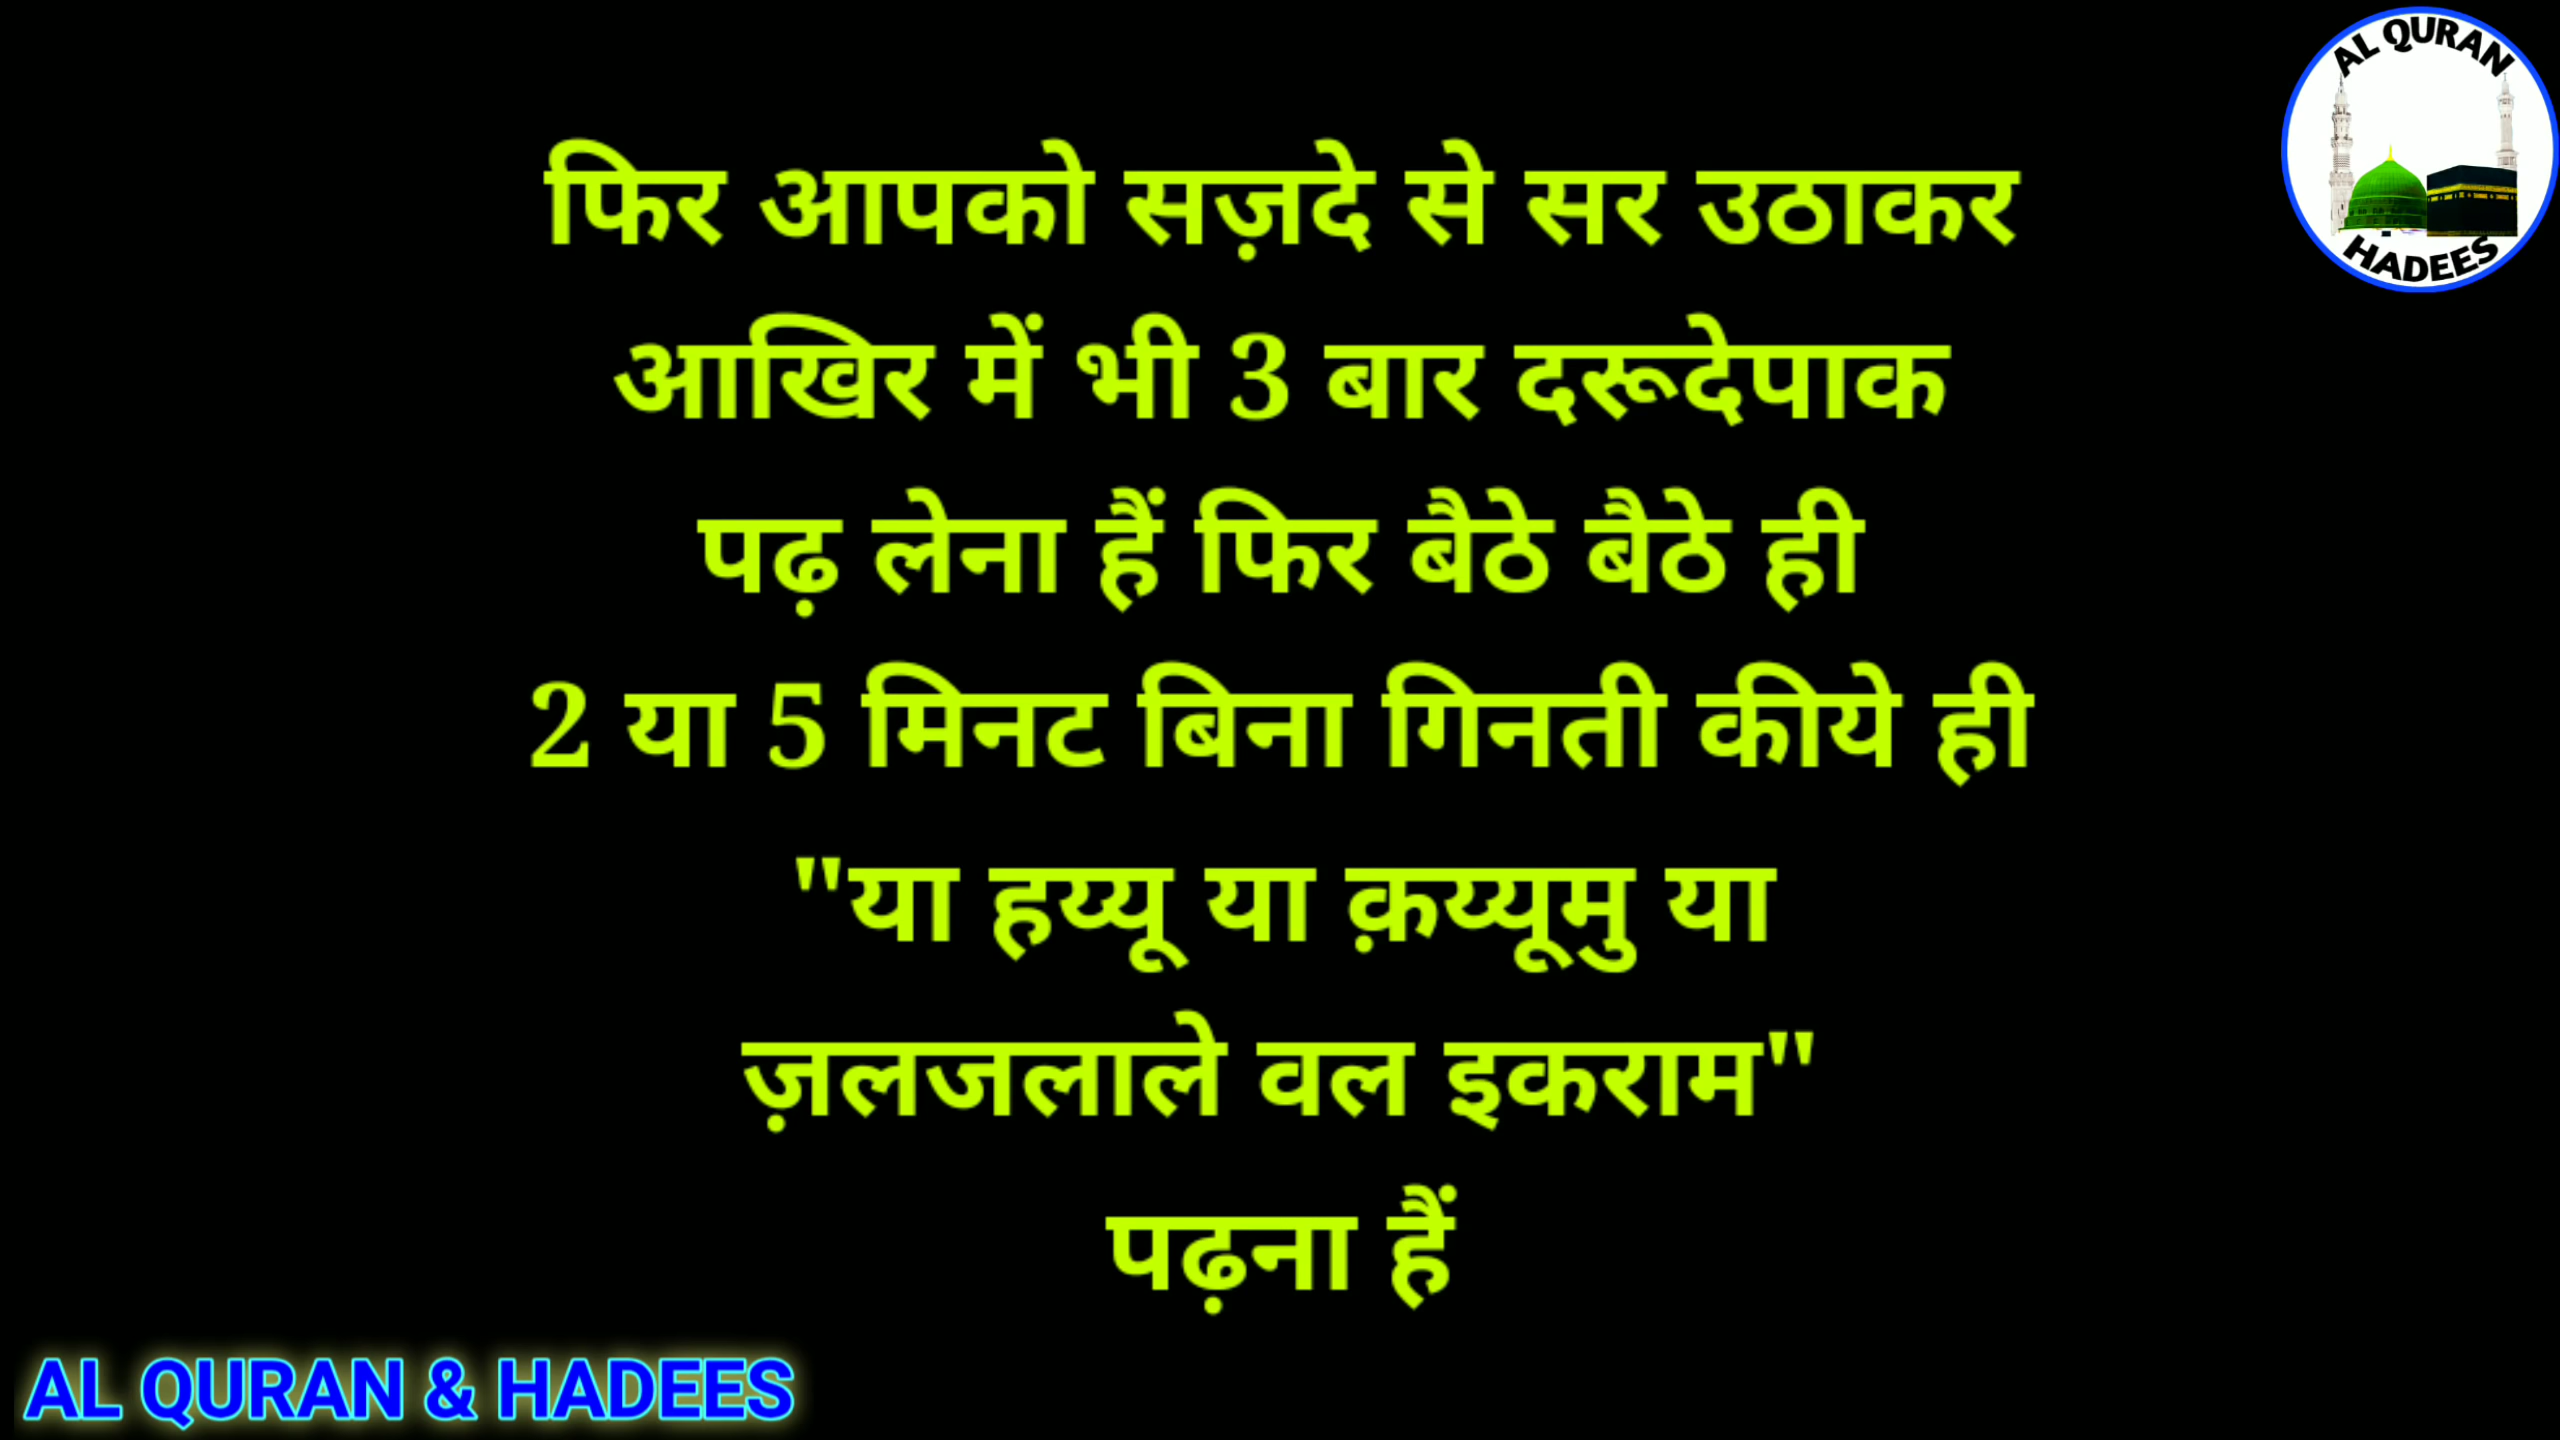 फिर आपको सज़दे से सर उठाकर
आखिर में भी 3 बार दरूदेपाक
पढ़ लेना हैं फिर बैठे बैठे ही
2 या 5 मिनट बिना गिनती कीये ही
"या हय्यू या क़य्यूमु या
ज़लजलाले वल इकराम"
पढ़ना हैं
AL QURAN
HADEES
AL QURAN & HADEES